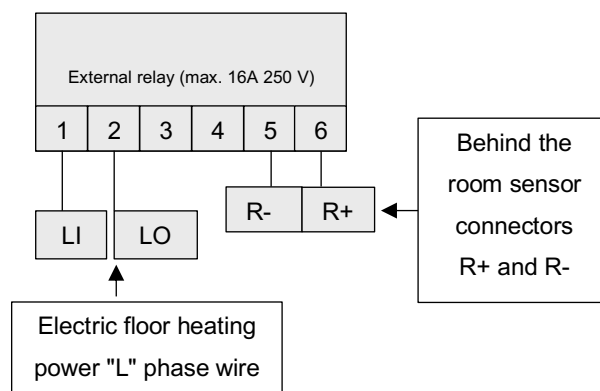 External relay (max. 16A 250 V)
1 2 3 4 5 6
Behind the
room sensor
connectors
R+ and R-
R- R+
LI LO
Electric floor heating
power "L" phase wire